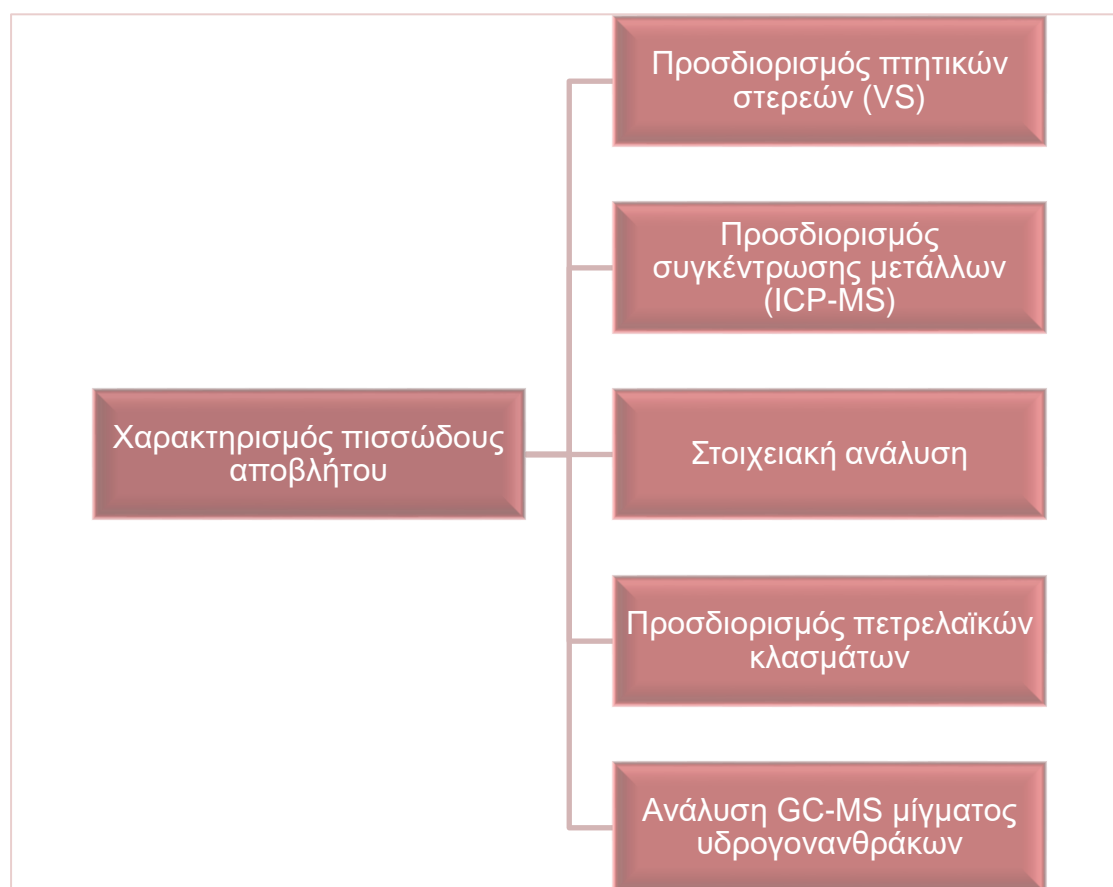 Προσδιορισμός πτητικών
στερεών (VS)
Προσδιορισμός
συγκέντρωσης μετάλλων
(ICP-MS)
Χαρακτηρισμός πισσώδους
αποβλήτου
Στοιχειακή ανάλυση
Προσδιορισμός πετρελαϊκών
κλασμάτων
Ανάλυση GC-MS μίγματος
υδρογονανθράκων